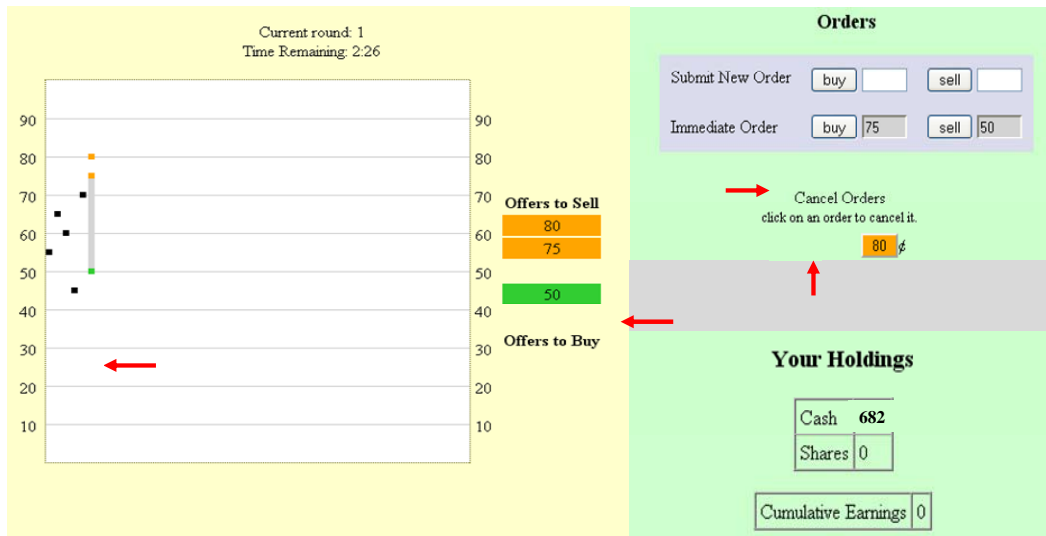 Current round: 1
Time Remaining: 2:26
90
80
70
60
50
40
30
20
10
90
80
70
60
50
40
30
20
10
Offers to Sell
80
75
50
Offers to Buy
Orders
Submit New Order buy sell
Immediate Order buy 75 sell 50
Cancel Orders
click on an order to cancel it.
80 ¢
Your Holdings
Cash 682
Shares 0
Cumulative Earnings 0